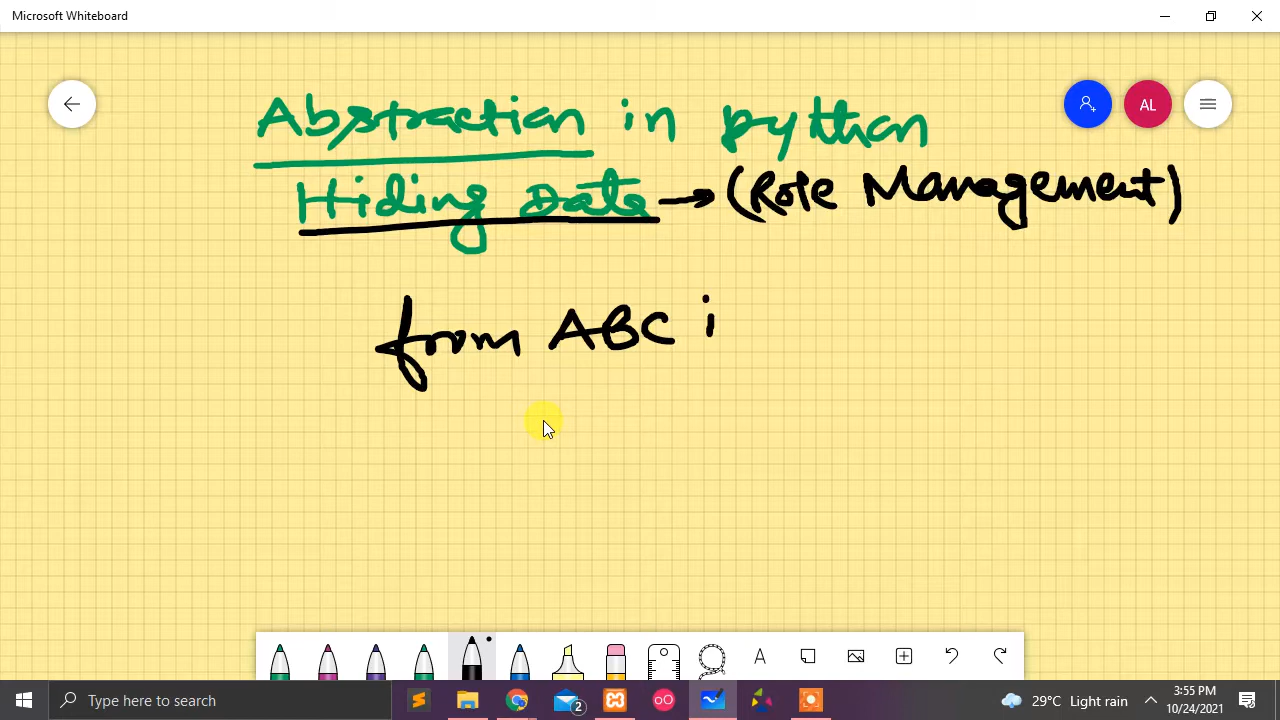 Microsoft Whiteboard
AL
Abstraction in python
Hiding Data → (Role Management)
from ABC i
A
Type here to search
2
29°C Light rain
3:55 PM
10/24/2021